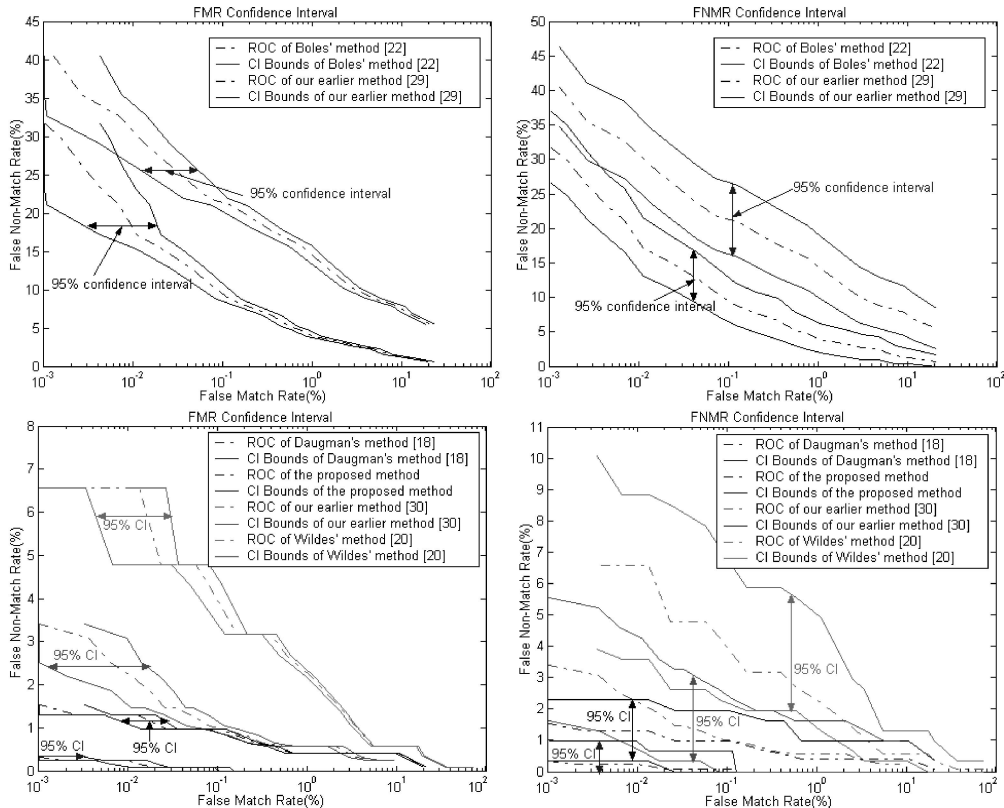 FMR Confidence Interval
ROC of Boles' method [22]
CI Bounds of Boles' method [22]
ROC of our earlier method [29]
CI Bounds of our earlier method [29]
95% confidence interval
95% confidence interval
45
40
35
30
25
20
15
10
5
0
10^-3
10^-2
10^-1
10^0
10^1
10^2
False Non-Match Rate(%)
False Match Rate(%)
FNMR Confidence Interval
ROC of Boles' method [22]
CI Bounds of Boles' method [22]
ROC of our earlier method [29]
CI Bounds of our earlier method [29]
95% confidence interval
95% confidence interval
50
45
40
35
30
25
20
15
10
5
0
10^-3
10^-2
10^-1
10^0
10^1
10^2
False Non-Match Rate(%)
False Match Rate(%)
FMR Confidence Interval
ROC of Daugman's method [18]
CI Bounds of Daugman's method [18]
ROC of the proposed method
CI Bounds of the proposed method
ROC of our earlier method [30]
CI Bounds of our earlier method [30]
ROC of Wildes' method [20]
CI Bounds of Wildes' method [20]
95% CI
95% CI
95% CI
95% CI
8
7
6
5
4
3
2
1
0
10^-3
10^-2
10^-1
10^0
10^1
10^2
False Non-Match Rate(%)
False Match Rate(%)
FNMR Confidence Interval
ROC of Daugman's method [18]
CI Bounds of Daugman's method [18]
ROC of the proposed method
CI Bounds of the proposed method
ROC of our earlier method [30]
CI Bounds of our earlier method [30]
ROC of Wildes' method [20]
CI Bounds of Wildes' method [20]
95% CI
95% CI
95% CI
95% CI
11
10
9
8
7
6
5
4
3
2
1
0
10^-3
10^-2
10^-1
10^0
10^1
10^2
False Non-Match Rate(%)
False Match Rate(%)